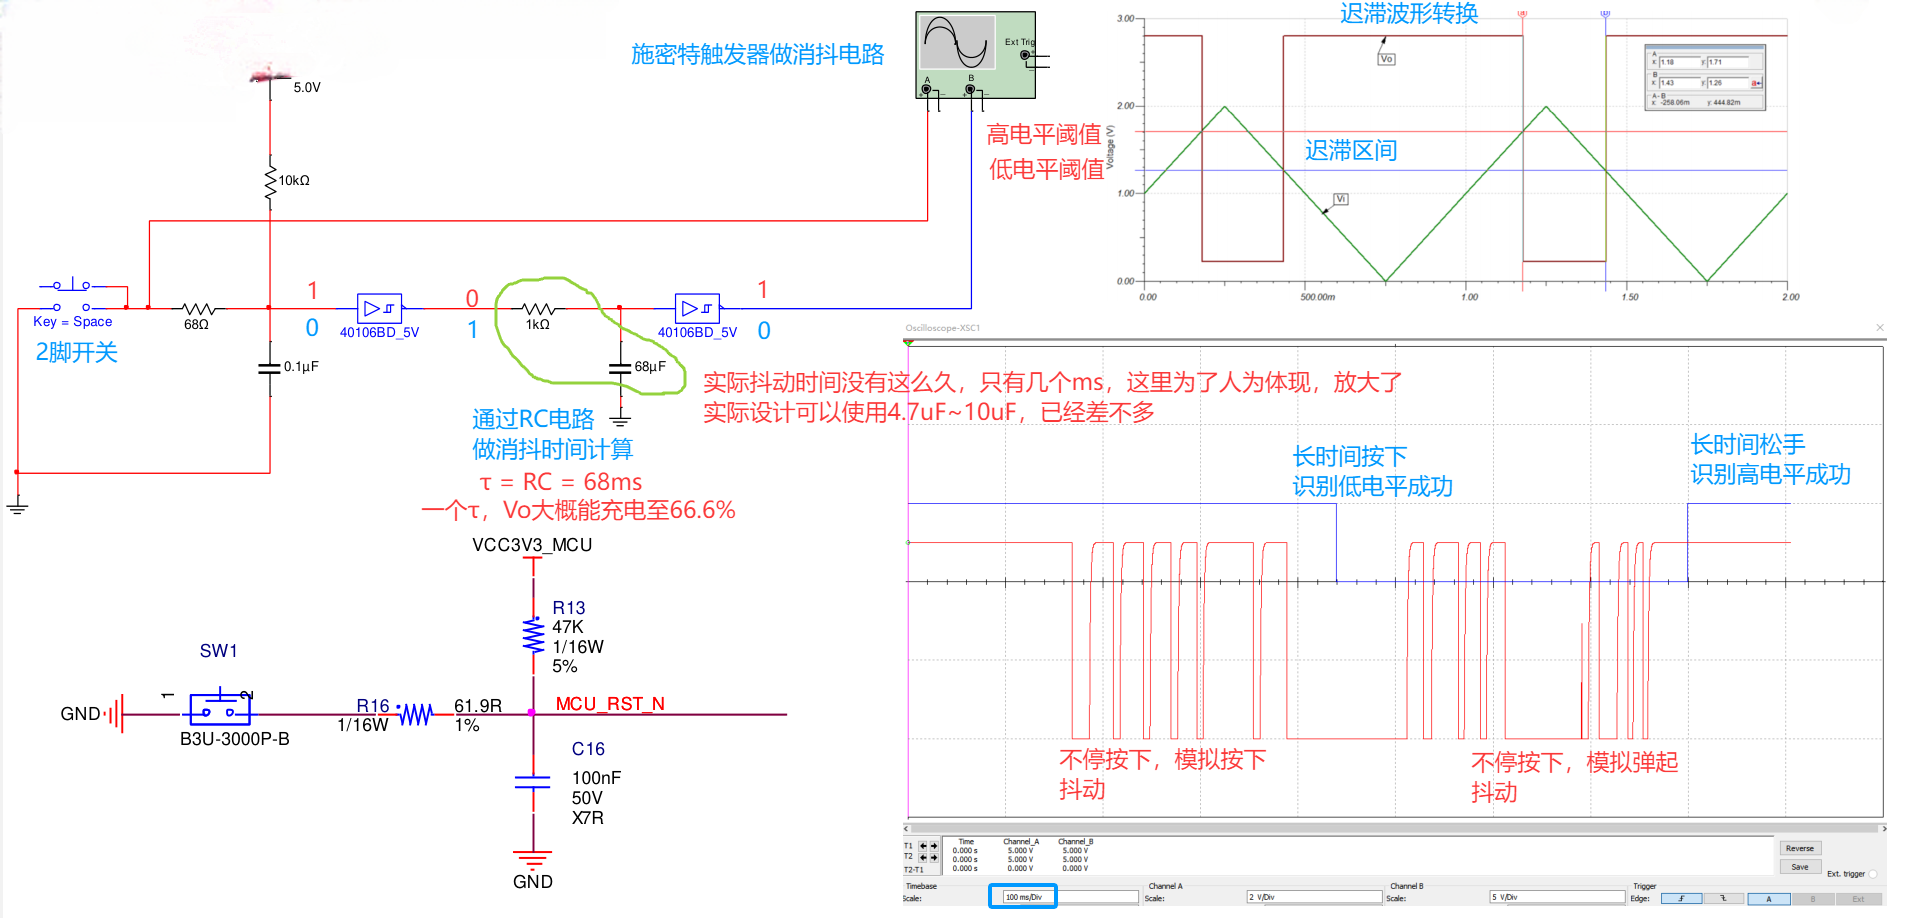 施密特触发器做消抖电路
5.0V
10kΩ
Ext Trig
A
B
高电平阈值
低电平阈值
Key = Space
2脚开关
68Ω
0.1μF
1
0
40106BD_5V
0
1
1kΩ
68μF
40106BD_5V
1
0
通过RC电路
做消抖时间计算
τ = RC = 68ms
一个τ，Vo大概能充电至66.6%
实际抖动时间没有这么久，只有几个ms，这里为了人为体现，放大了
实际设计可以使用4.7uF~10uF，已经差不多
VCC3V3_MCU
R13
47K
1/16W
5%
SW1
1
2
GND
B3U-3000P-B
R16
1/16W
61.9R
1%
MCU_RST_N
C16
100nF
50V
X7R
GND
迟滞波形转换
(a)
(b)
3.00
2.00
1.00
0.00
Voltage (V)
0.00
500.00m
1.00
1.50
2.00
Vo
Vi
迟滞区间
A
x: 1.18 y: 1.71
B
x: 1.43 y: 1.26
A - B
x: -258.06m y: 444.82m
Oscilloscope-XSC1
长时间按下
识别低电平成功
长时间松手
识别高电平成功
不停按下，模拟按下
抖动
不停按下，模拟弹起
抖动
Time Channel_A Channel_B
T1 0.000 s 5.000 V 5.000 V
T2 0.000 s 5.000 V 5.000 V
T2-T1 0.000 s 0.000 V 0.000 V
Reverse
Save
Ext. trigger
Timebase
Scale: 100 ms/Div
Channel A
Scale: 2 V/Div
Channel B
Scale: 5 V/Div
Trigger
Edge: A B Ext